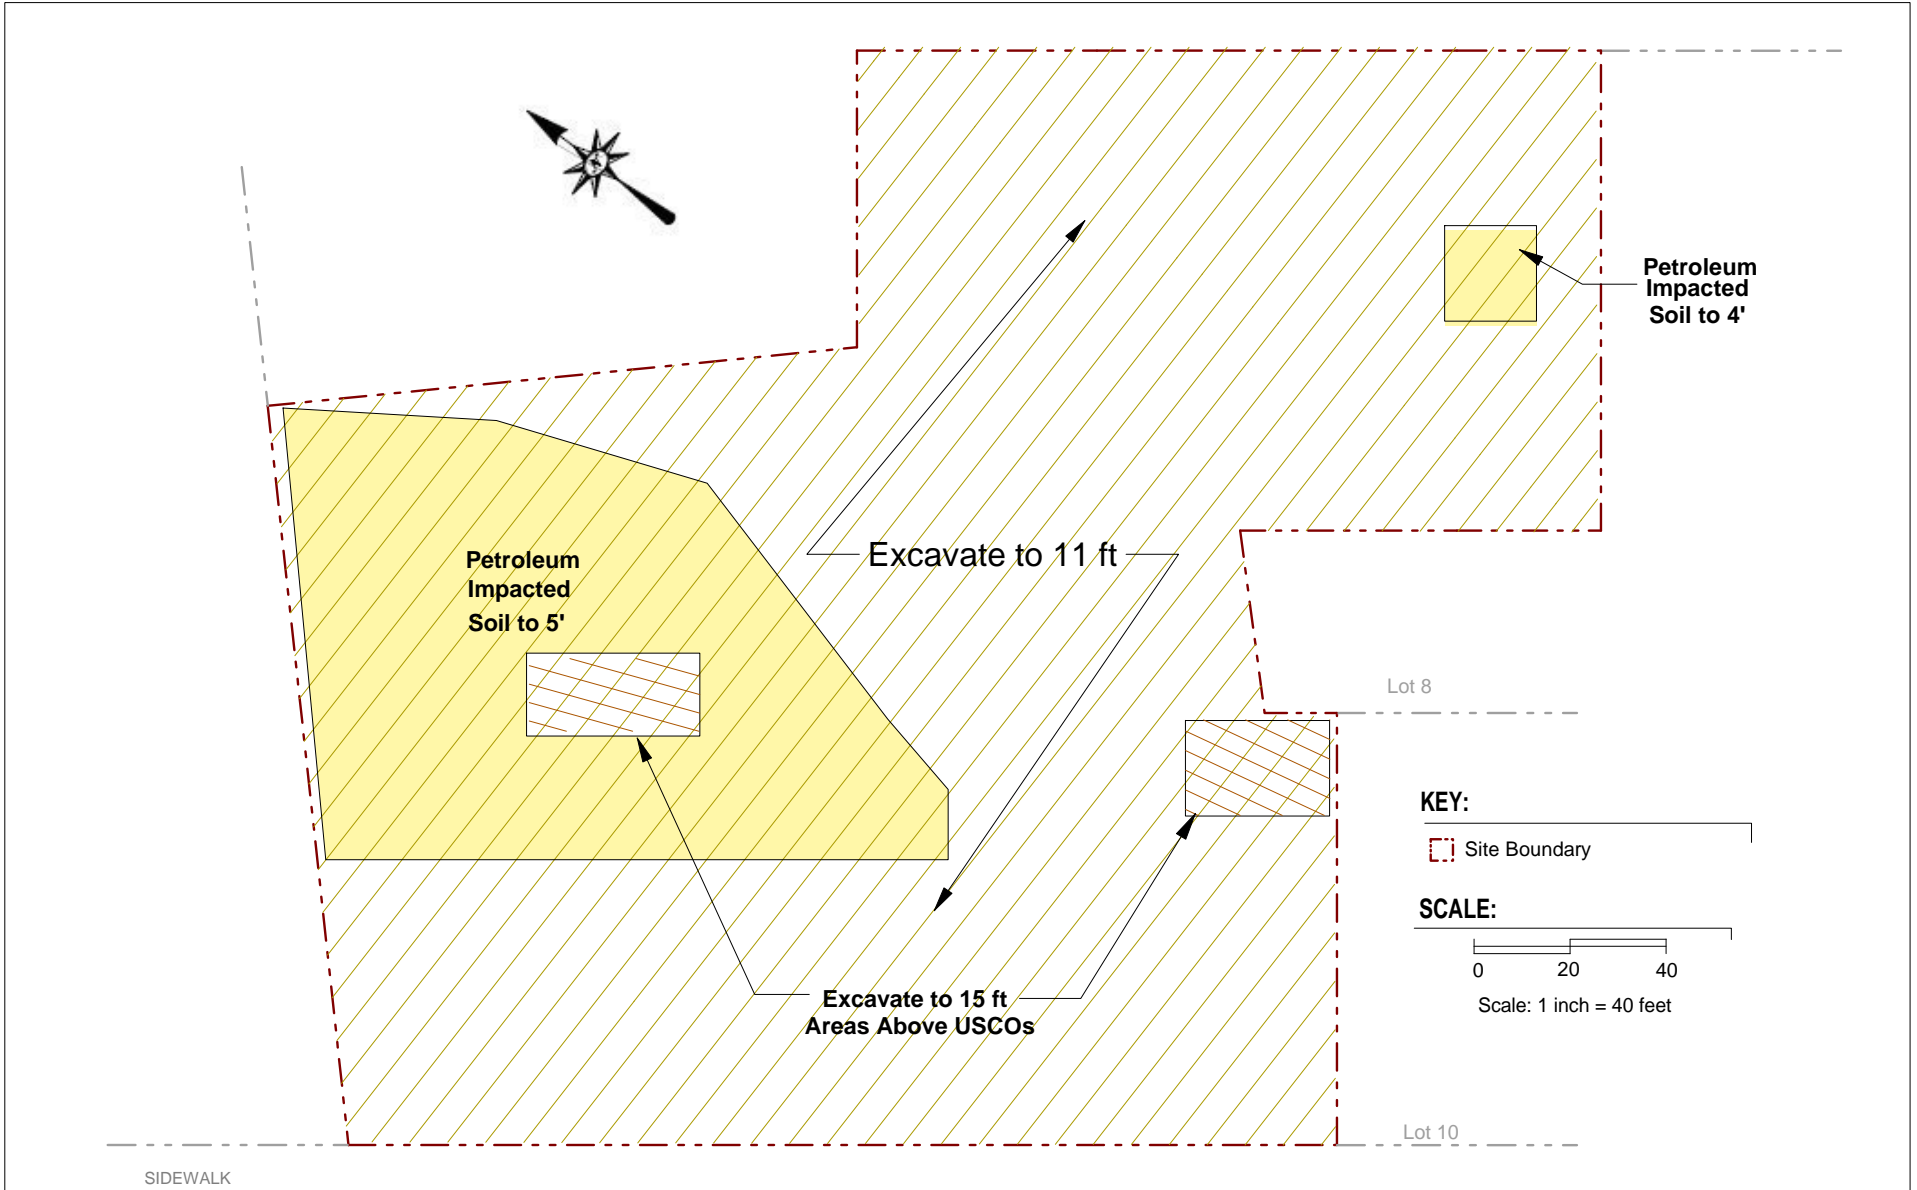 Petroleum
Impacted
Soil to 4'
Excavate to 11 ft
Petroleum
Impacted
Soil to 5'
Lot 8
KEY:
Site Boundary
SCALE:
0 20 40
Scale: 1 inch = 40 feet
Excavate to 15 ft
Areas Above USCOs
Lot 10
SIDEWALK